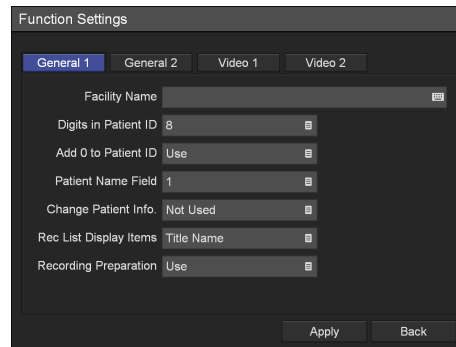 Function Settings
General 1 General 2 Video 1 Video 2
Facility Name
Digits in Patient ID 8
Add 0 to Patient ID Use
Patient Name Field 1
Change Patient Info. Not Used
Rec List Display Items Title Name
Recording Preparation Use
Apply Back